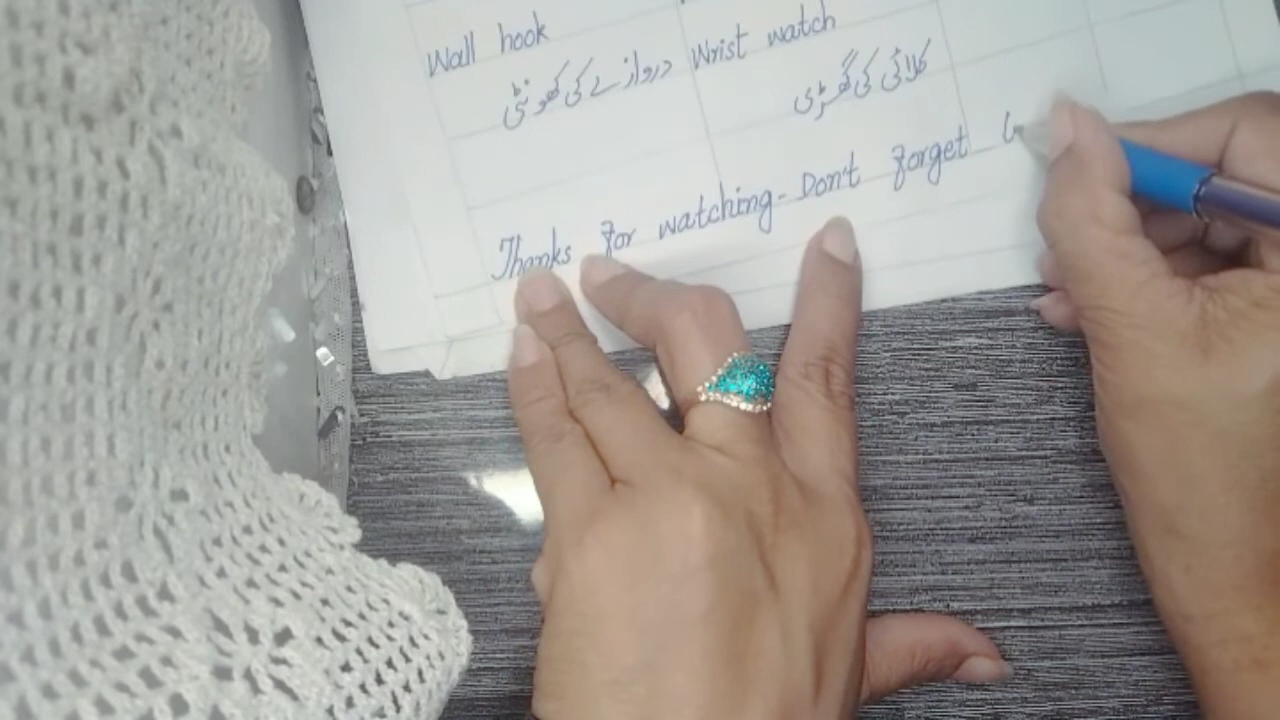 Wall hook
دروازے کی کھونٹی
Wrist watch
کلائی کی گھڑی
Thanks for watching - Don't forget